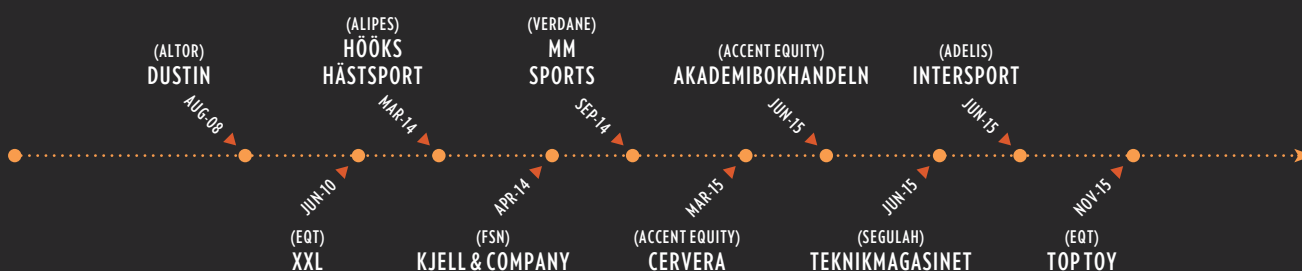 (ALTOR)
DUSTIN
AUG-08
(EQT)
XXL
JUN-10
(ALIPES)
HÖÖKS
HÄSTSPORT
MAR-14
(FSN)
KJELL & COMPANY
APR-14
(VERDANE)
MM
SPORTS
SEP-14
(ACCENT EQUITY)
CERVERA
MAR-15
(ACCENT EQUITY)
AKADEMIBOKHANDELN
JUN-15
(SEGULAH)
TEKNIKMAGASINET
JUN-15
(ADELIS)
INTERSPORT
JUN-15
(EQT)
TOP TOY
NOV-15